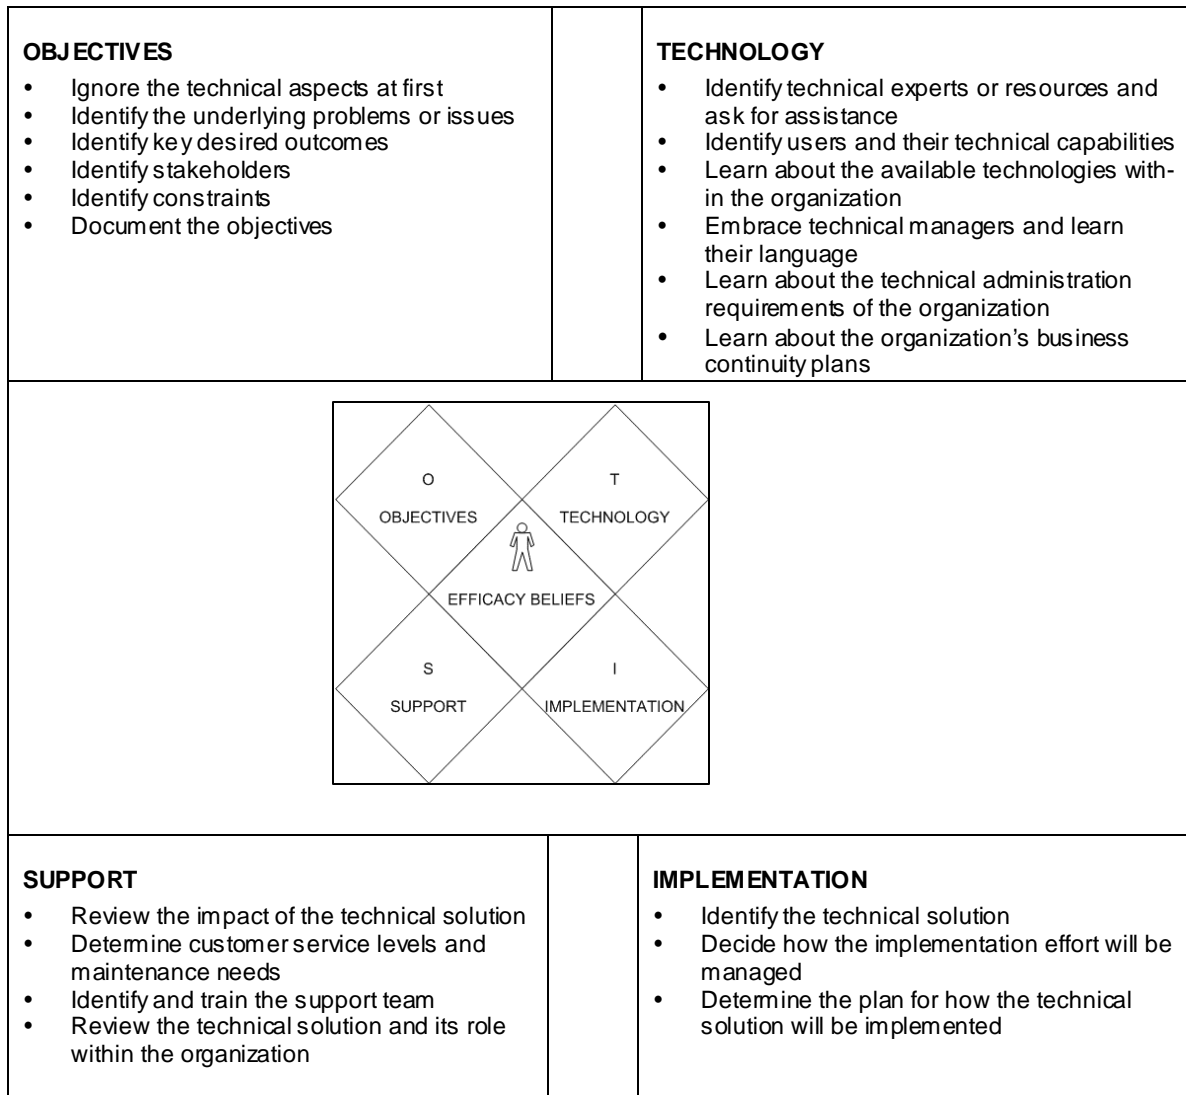 OBJECTIVES
• Ignore the technical aspects at first
• Identify the underlying problems or issues
• Identify key desired outcomes
• Identify stakeholders
• Identify constraints
• Document the objectives
TECHNOLOGY
• Identify technical experts or resources and
ask for assistance
• Identify users and their technical capabilities
• Learn about the available technologies with-
in the organization
• Embrace technical managers and learn
their language
• Learn about the technical administration
requirements of the organization
• Learn about the organization's business
continuity plans
O
OBJECTIVES
T
TECHNOLOGY
EFFICACY BELIEFS
S
SUPPORT
I
IMPLEMENTATION
SUPPORT
• Review the impact of the technical solution
• Determine customer service levels and
maintenance needs
• Identify and train the support team
• Review the technical solution and its role
within the organization
IMPLEMENTATION
• Identify the technical solution
• Decide how the implementation effort will be
managed
• Determine the plan for how the technical
solution will be implemented